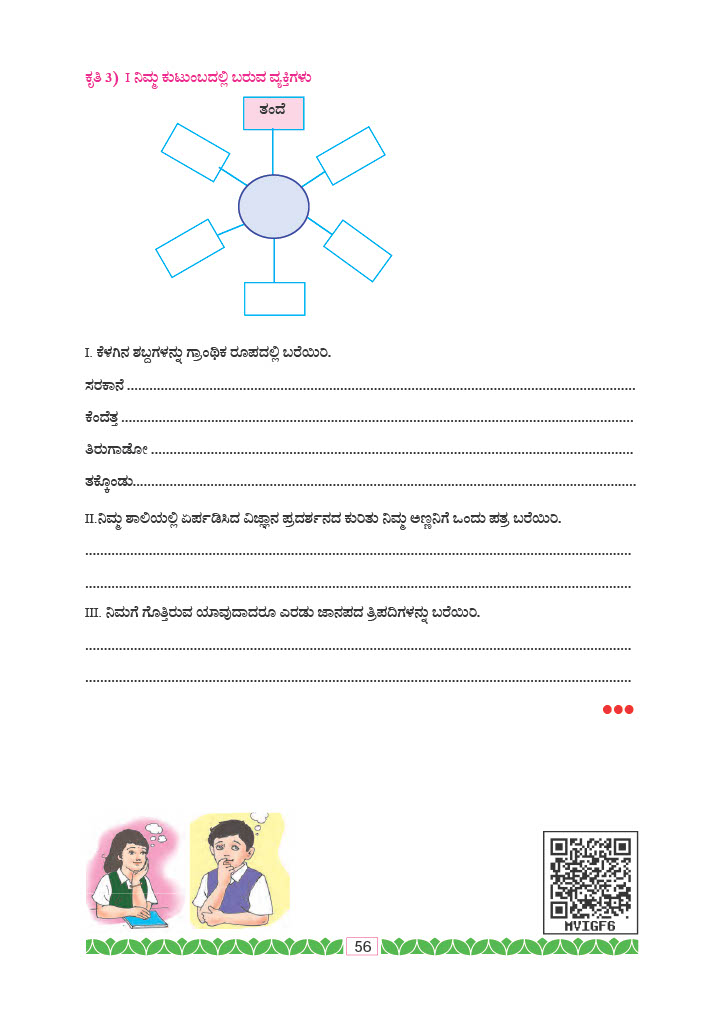 ಕೃತಿ 3) I ನಿಮ್ಮ ಕುಟುಂಬದಲ್ಲಿ ಬರುವ ವ್ಯಕ್ತಿಗಳು
ತಂದೆ
I. ಕೆಳಗಿನ ಶಬ್ದಗಳನ್ನು ಗ್ರಾಂಥಿಕ ರೂಪದಲ್ಲಿ ಬರೆಯಿರಿ.
ಸರಕಾನೆ ................................................................
ಕೆಂದೆತ್ತ ................................................................
ತಿರುಗಾಡೋ ................................................................
ತಕ್ಕೊಂಡು................................................................
II.ನಿಮ್ಮ ಶಾಲಿಯಲ್ಲಿ ಏರ್ಪಡಿಸಿದ ವಿಜ್ಞಾನ ಪ್ರದರ್ಶನದ ಕುರಿತು ನಿಮ್ಮ ಅಣ್ಣನಿಗೆ ಒಂದು ಪತ್ರ ಬರೆಯಿರಿ.
................................................................
................................................................
III. ನಿಮಗೆ ಗೊತ್ತಿರುವ ಯಾವುದಾದರೂ ಎರಡು ಜಾನಪದ ತ್ರಿಪದಿಗಳನ್ನು ಬರೆಯಿರಿ.
................................................................
................................................................
MVIGF6
56